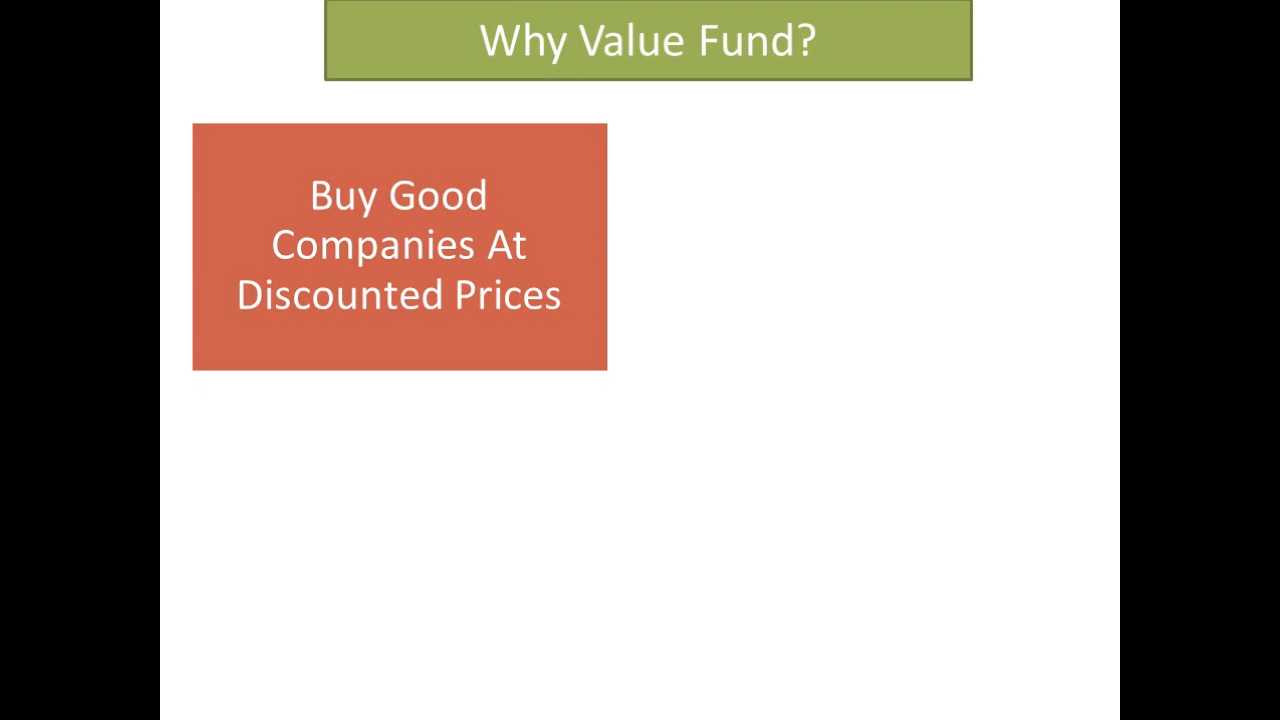 Why Value Fund?
Buy Good
Companies At
Discounted Prices